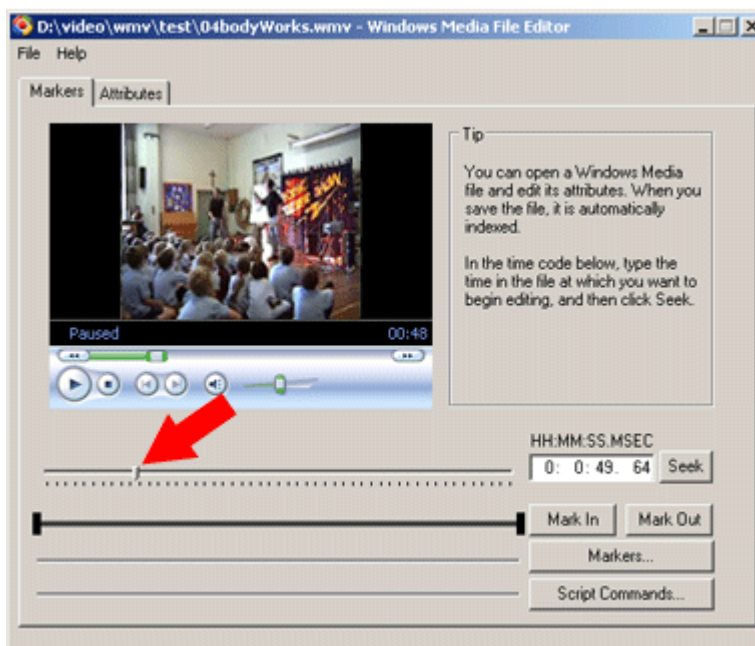 D:\video\wmv\test\04bodyWorks.wmv - Windows Media File Editor
File Help
Markers Attributes
Tip
You can open a Windows Media
file and edit its attributes. When you
save the file, it is automatically
indexed.
In the time code below, type the
time in the file at which you want to
begin editing, and then click Seek.
Paused 00:48
HH:MM:SS.MSEC
0: 0: 49. 64 Seek
Mark In Mark Out
Markers...
Script Commands...